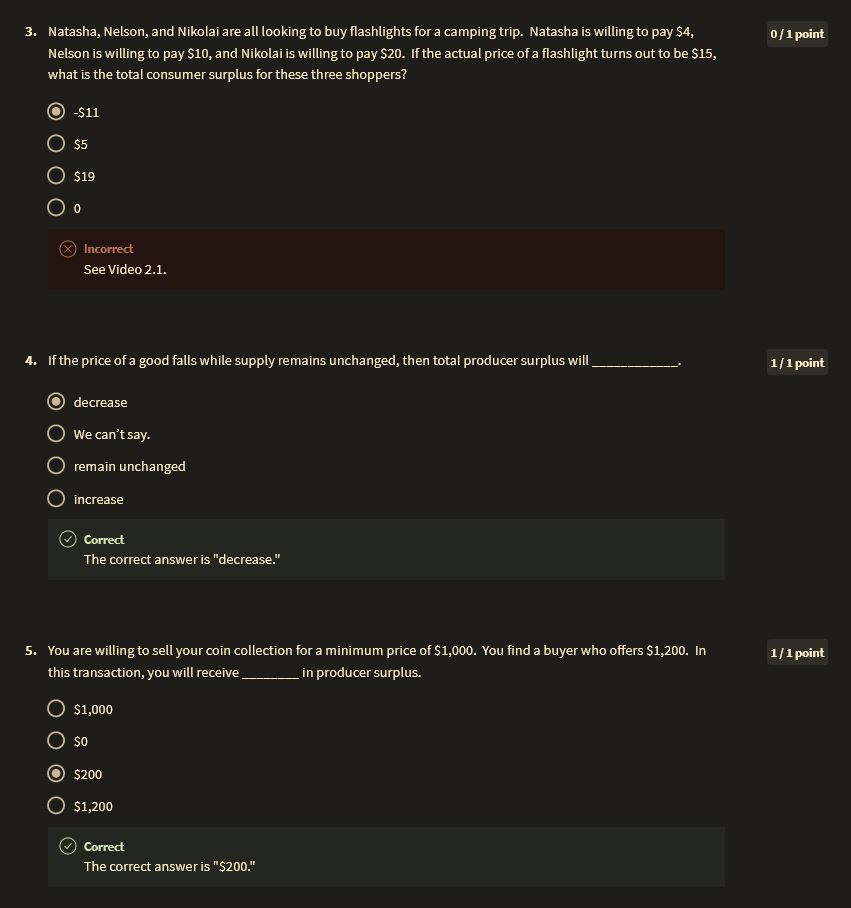 3. Natasha, Nelson, and Nikolai are all looking to buy flashlights for a camping trip. Natasha is willing to pay $4,
Nelson is willing to pay $10, and Nikolai is willing to pay $20. If the actual price of a flashlight turns out to be $15,
what is the total consumer surplus for these three shoppers?
0 / 1 point
-$11
$5
$19
0
Incorrect
See Video 2.1.
4. If the price of a good falls while supply remains unchanged, then total producer surplus will ____________.
1 / 1 point
decrease
We can’t say.
remain unchanged
increase
Correct
The correct answer is "decrease."
5. You are willing to sell your coin collection for a minimum price of $1,000. You find a buyer who offers $1,200. In
this transaction, you will receive ________ in producer surplus.
1 / 1 point
$1,000
$0
$200
$1,200
Correct
The correct answer is "$200."